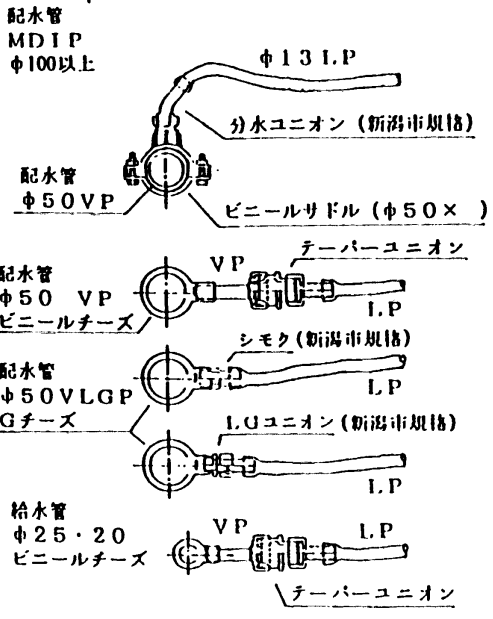 配水管
MDIP
φ100以上
φ13LP
分水ユニオン(新潟市規格)
配水管
φ50VP
ビニールサドル(φ50× )
テーパーユニオン
VP
配水管
φ50 VP
ビニールチーズ
LP
シモク(新潟市規格)
配水管
φ50VLGP
Gチーズ
LP
LGユニオン(新潟市規格)
LP
給水管
φ25・20
ビニールチーズ
VP
LP
テーパーユニオン